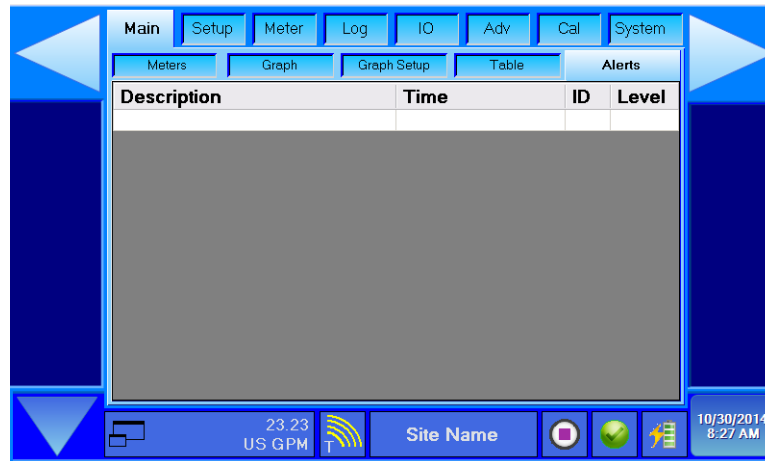 Main Setup Meter Log IO Adv Cal System
Meters Graph Graph Setup Table Alerts
Description Time ID Level
23.23
US GPM
T
Site Name
10/30/2014
8:27 AM